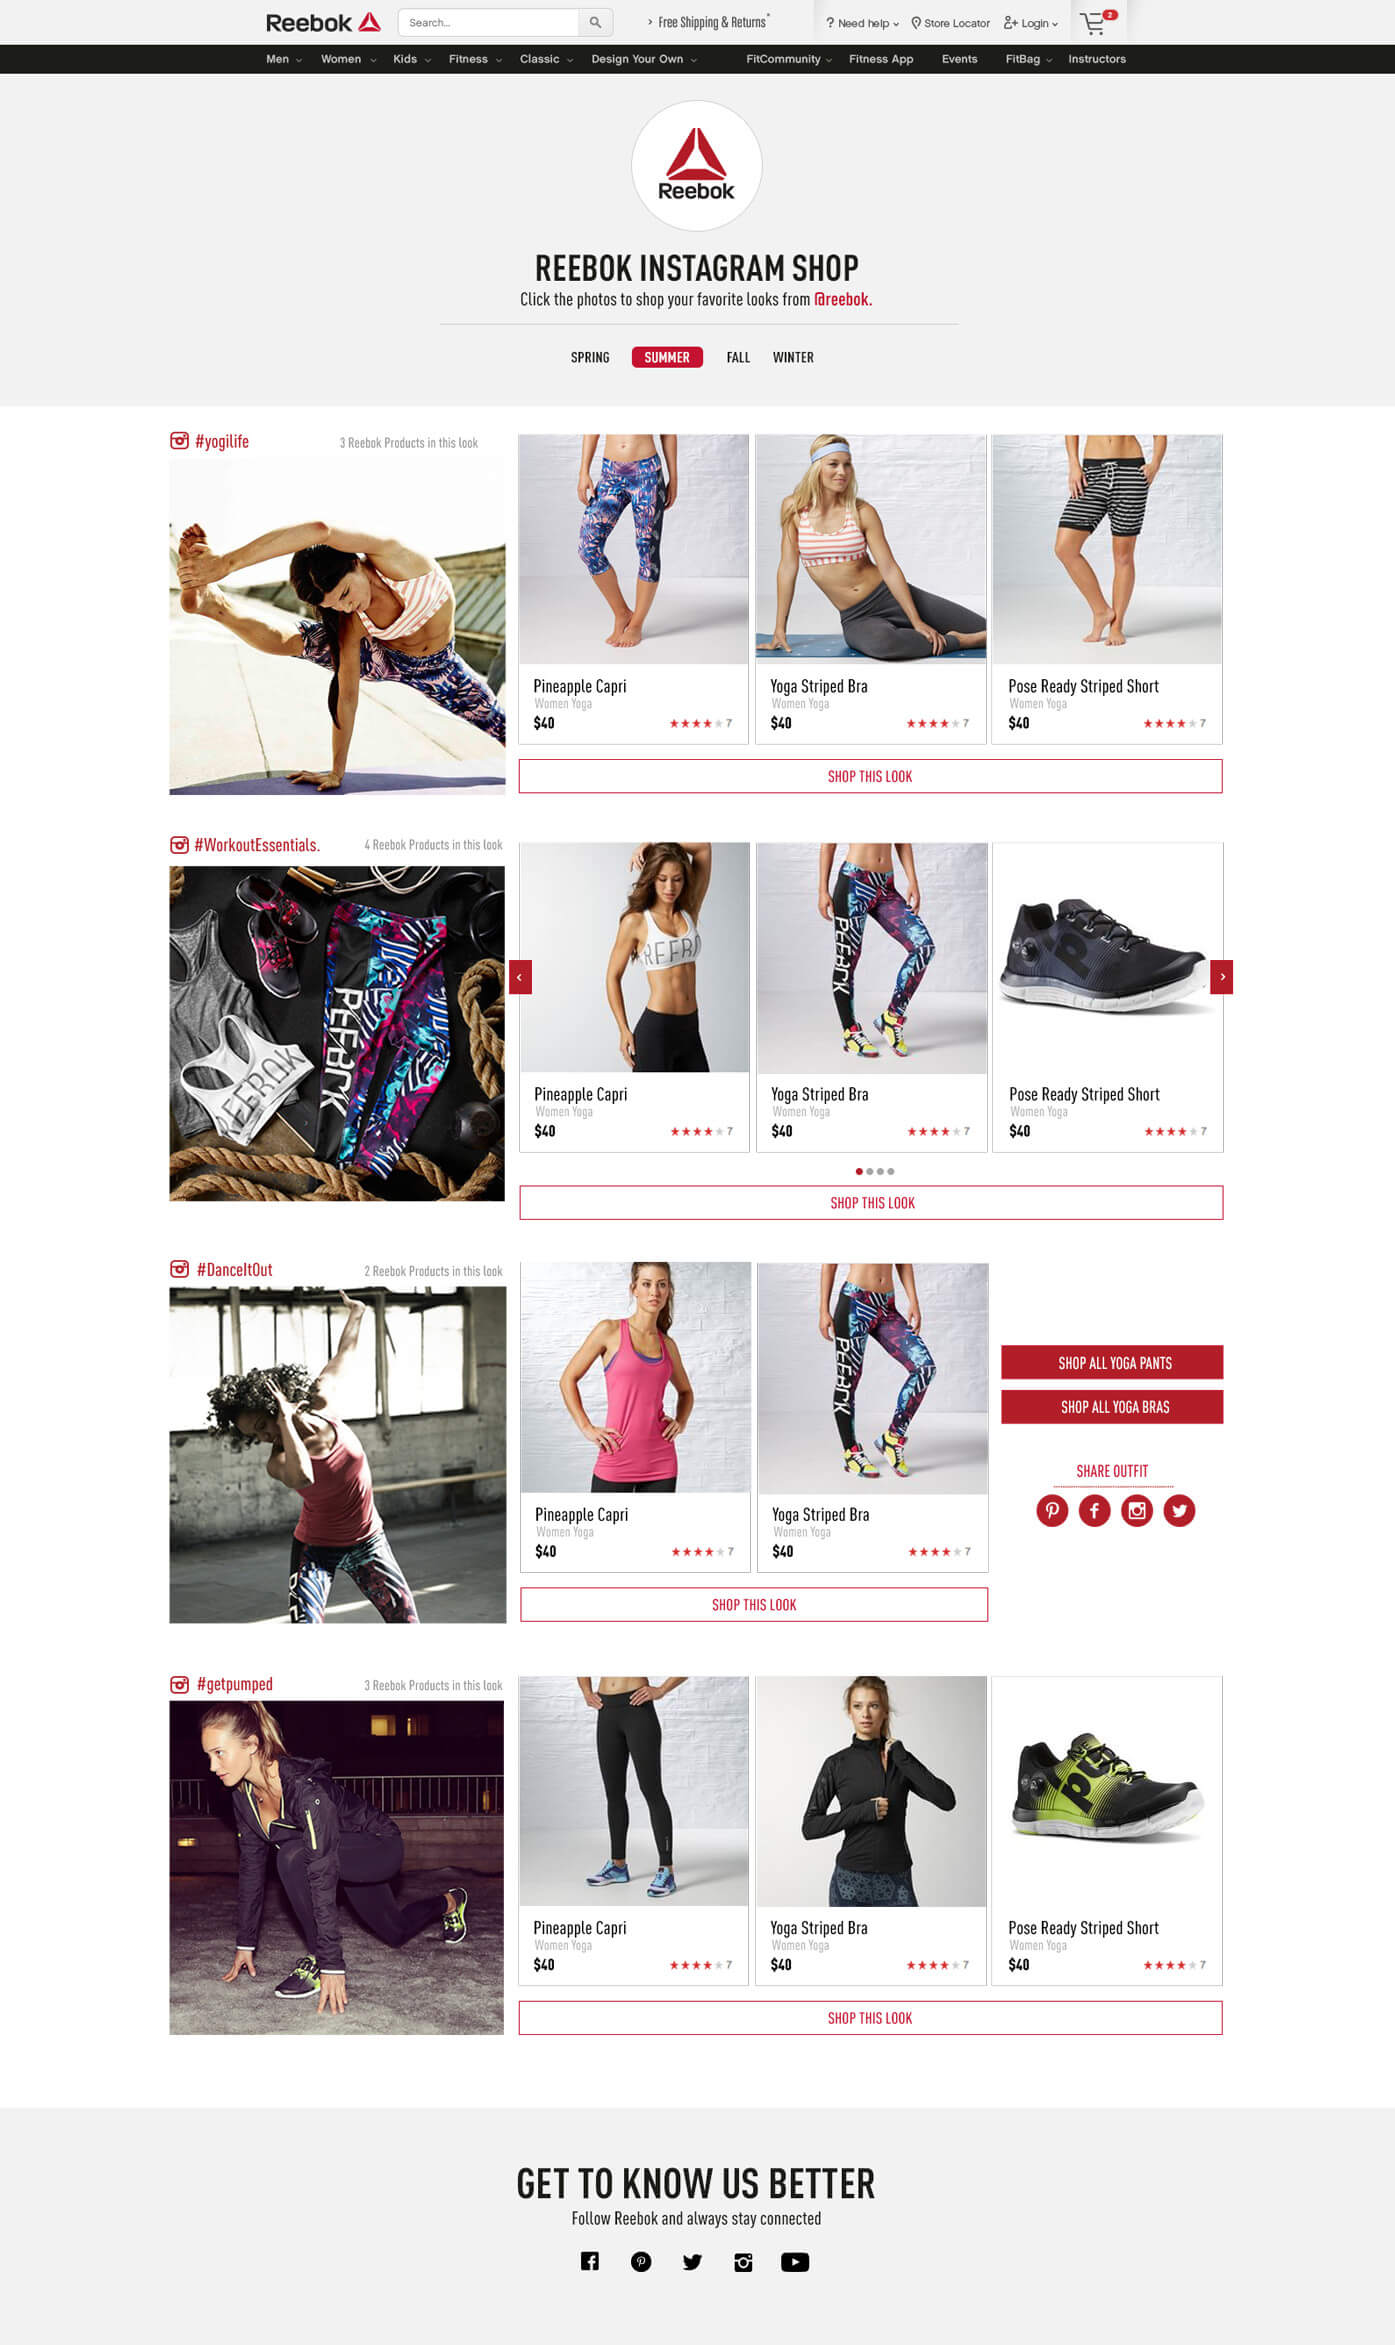 Reebok
Search...
› Free Shipping & Returns*
? Need help
Store Locator
Login
2
Men
Women
Kids
Fitness
Classic
Design Your Own
FitCommunity
Fitness App
Events
FitBag
Instructors
Reebok
REEBOK INSTAGRAM SHOP
Click the photos to shop your favorite looks from @reebok.
SPRING
SUMMER
FALL
WINTER
#yogilife
3 Reebok Products in this look
Pineapple Capri
Women Yoga
$40
7
Yoga Striped Bra
Women Yoga
$40
7
Pose Ready Striped Short
Women Yoga
$40
7
SHOP THIS LOOK
#WorkoutEssentials.
4 Reebok Products in this look
REEBOK
REEBOK
Pineapple Capri
Women Yoga
$40
7
Yoga Striped Bra
Women Yoga
$40
7
Pose Ready Striped Short
Women Yoga
$40
7
SHOP THIS LOOK
#DanceItOut
2 Reebok Products in this look
Pineapple Capri
Women Yoga
$40
7
Yoga Striped Bra
Women Yoga
$40
7
SHOP THIS LOOK
SHOP ALL YOGA PANTS
SHOP ALL YOGA BRAS
SHARE OUTFIT
#getpumped
3 Reebok Products in this look
Pineapple Capri
Women Yoga
$40
7
Yoga Striped Bra
Women Yoga
$40
7
Pose Ready Striped Short
Women Yoga
$40
7
SHOP THIS LOOK
GET TO KNOW US BETTER
Follow Reebok and always stay connected